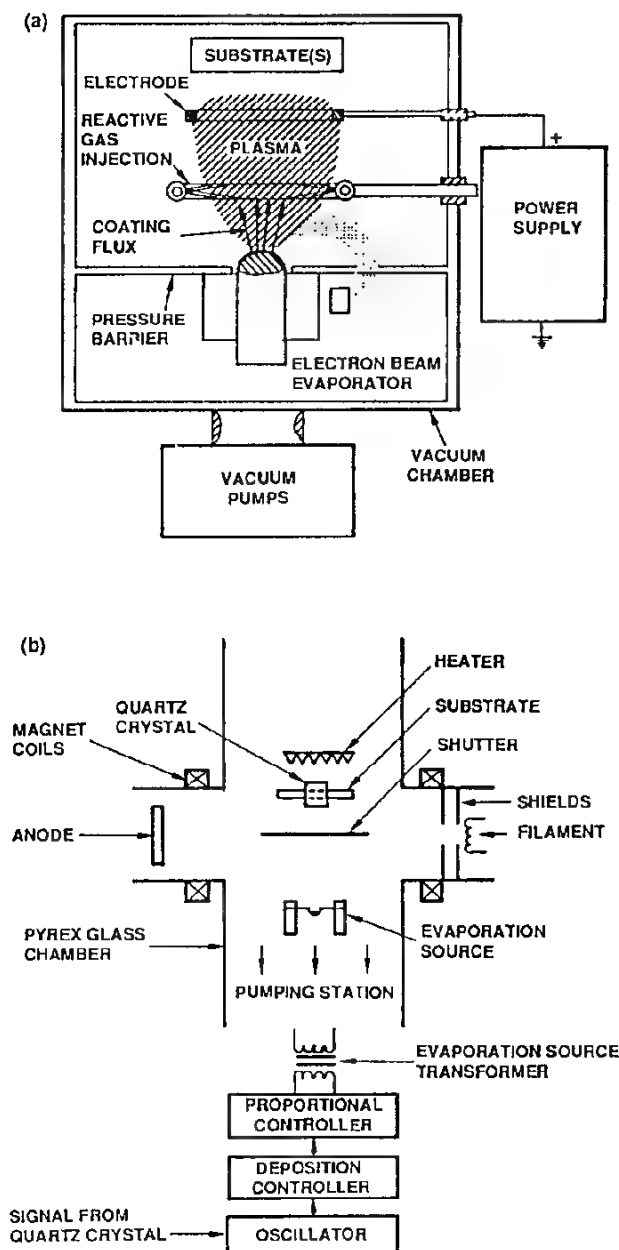 (a)
SUBSTRATE(S)
ELECTRODE
REACTIVE
GAS
INJECTION
PLASMA
COATING
FLUX
+
POWER
SUPPLY
PRESSURE
BARRIER
ELECTRON BEAM
EVAPORATOR
VACUUM
CHAMBER
VACUUM
PUMPS
(b)
HEATER
QUARTZ
CRYSTAL
SUBSTRATE
MAGNET
COILS
SHUTTER
SHIELDS
ANODE
FILAMENT
PYREX GLASS
CHAMBER
EVAPORATION
SOURCE
PUMPING STATION
EVAPORATION SOURCE
TRANSFORMER
PROPORTIONAL
CONTROLLER
DEPOSITION
CONTROLLER
SIGNAL FROM
QUARTZ CRYSTAL
OSCILLATOR